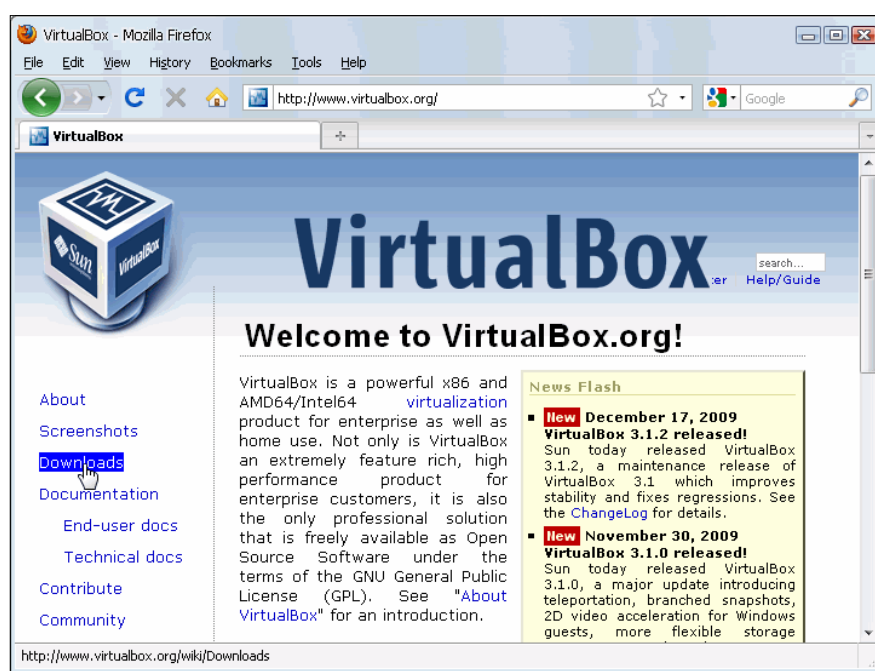 VirtualBox - Mozilla Firefox
File Edit View History Bookmarks Tools Help
http://www.virtualbox.org/
Google
VirtualBox
Sun
VirtualBox
VirtualBox
search...
Help/Guide
Welcome to VirtualBox.org!
About
Screenshots
Downloads
Documentation
End-user docs
Technical docs
Contribute
Community
VirtualBox is a powerful x86 and
AMD64/Intel64 virtualization
product for enterprise as well as
home use. Not only is VirtualBox
an extremely feature rich, high
performance product for
enterprise customers, it is also
the only professional solution
that is freely available as Open
Source Software under the
terms of the GNU General Public
License (GPL). See "About
VirtualBox" for an introduction.
News Flash
New December 17, 2009
VirtualBox 3.1.2 released!
Sun today released VirtualBox
3.1.2, a maintenance release of
VirtualBox 3.1 which improves
stability and fixes regressions. See
the ChangeLog for details.
New November 30, 2009
VirtualBox 3.1.0 released!
Sun today released VirtualBox
3.1.0, a major update introducing
teleportation, branched snapshots,
2D video acceleration for Windows
guests, more flexible storage
http://www.virtualbox.org/wiki/Downloads